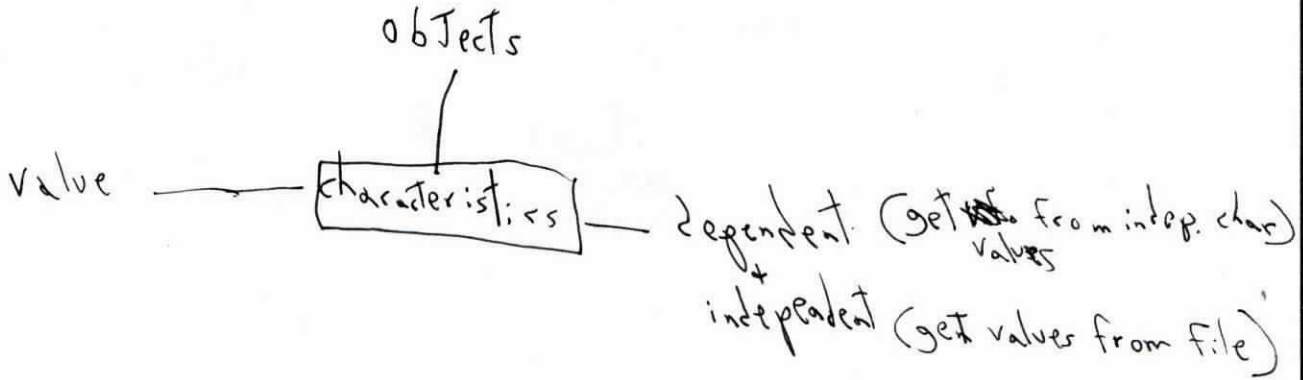 objects
value
characteristics
dependent (get values from indep. char)
+
independent (get values from file)